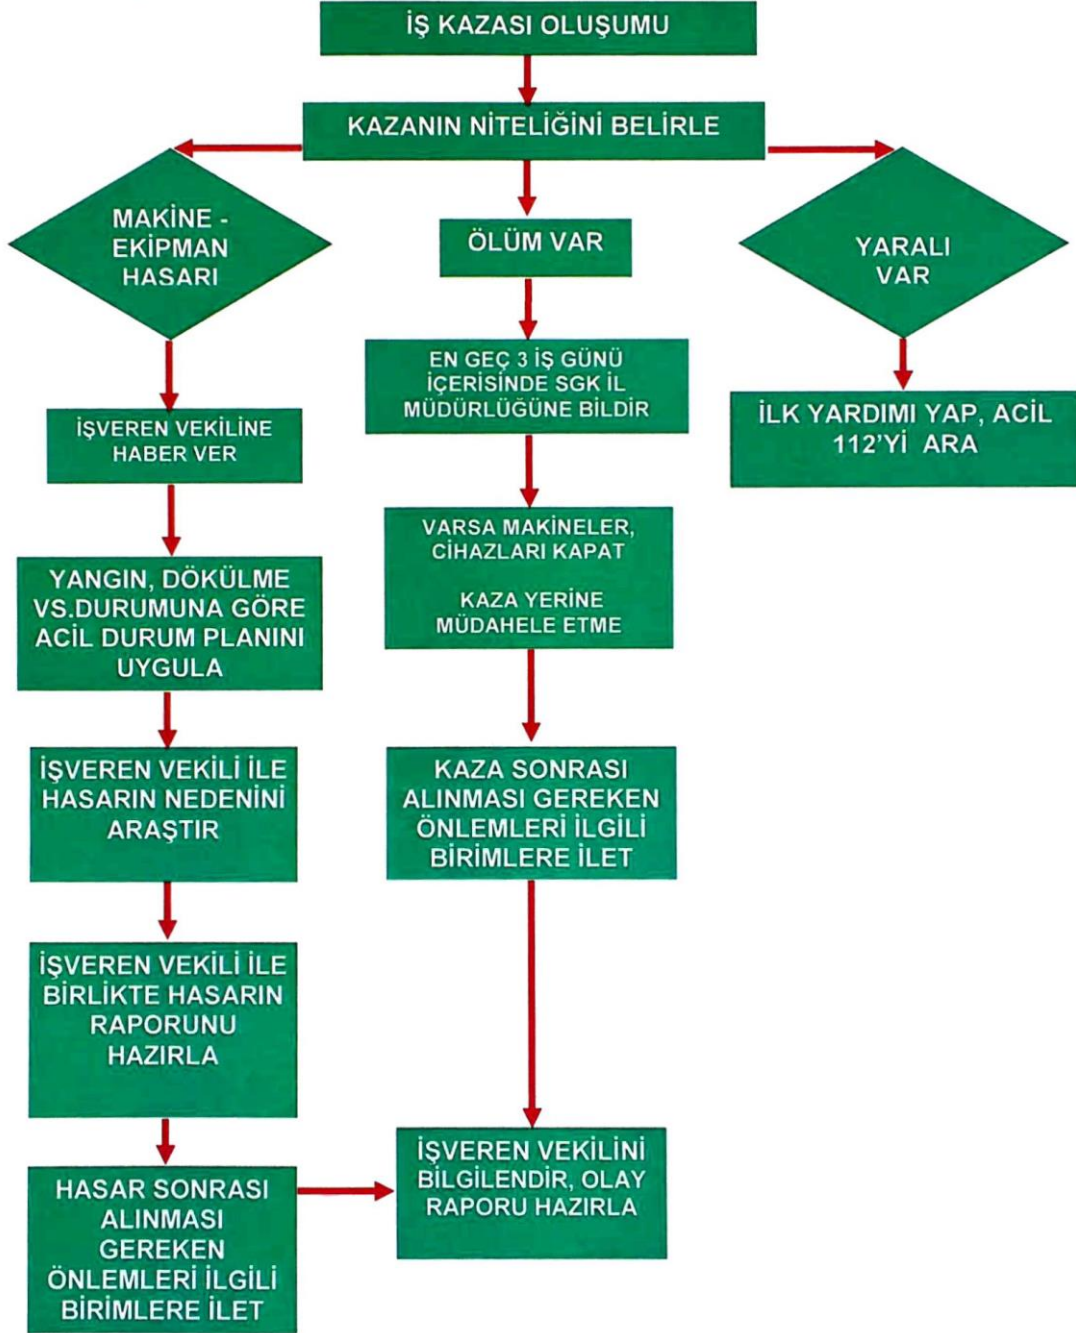 İŞ KAZASI OLUŞUMU
KAZANIN NİTELİĞİNİ BELİRLE
MAKİNE -
EKİPMAN
HASARI
ÖLÜM VAR
YARALI
VAR
EN GEÇ 3 İŞ GÜNÜ
İÇERİSİNDE SGK İL
MÜDÜRLÜĞÜNE BİLDİR
İŞVEREN VEKİLİNE
HABER VER
İLK YARDIMI YAP, ACİL
112'Yİ ARA
VARSA MAKİNELER,
CİHAZLARI KAPAT
KAZA YERİNE
MÜDAHELE ETME
YANGIN, DÖKÜLME
VS.DURUMUNA GÖRE
ACİL DURUM PLANINI
UYGULA
İŞVEREN VEKİLİ İLE
HASARIN NEDENİNİ
ARAŞTIR
KAZA SONRASI
ALINMASI GEREKEN
ÖNLEMLERİ İLGİLİ
BİRİMLERE İLET
İŞVEREN VEKİLİ İLE
BİRLİKTE HASARIN
RAPORUNU
HAZIRLA
İŞVEREN VEKİLİNİ
BİLGİLENDİR, OLAY
RAPORU HAZIRLA
HASAR SONRASI
ALINMASI
GEREKEN
ÖNLEMLERİ İLGİLİ
BİRİMLERE İLET